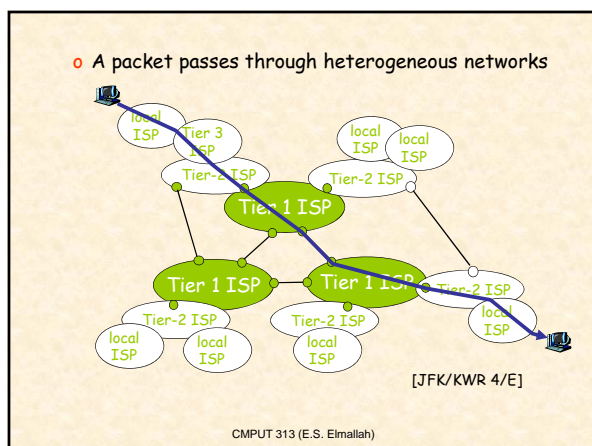 o A packet passes through heterogeneous networks
local
ISP
Tier 3
ISP
local
ISP
local
ISP
Tier-2 ISP
Tier-2 ISP
Tier 1 ISP
Tier 1 ISP
Tier 1 ISP
Tier-2 ISP
local
ISP
Tier-2 ISP
Tier-2 ISP
local
ISP
local
ISP
local
ISP
[JFK/KWR 4/E]
CMPUT 313 (E.S. Elmallah)